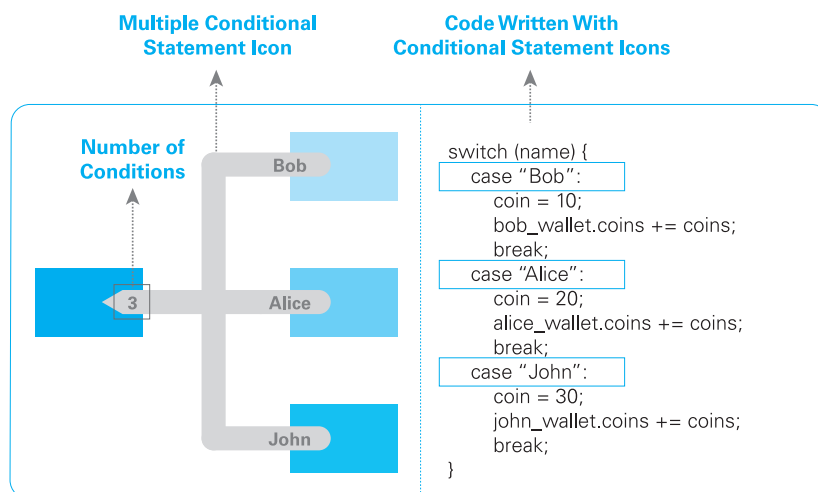 Multiple Conditional
Statement Icon
Code Written With
Conditional Statement Icons
Number of
Conditions
3
Bob
Alice
John
switch (name) {
case “Bob”:
coin = 10;
bob_wallet.coins += coins;
break;
case “Alice”:
coin = 20;
alice_wallet.coins += coins;
break;
case “John”:
coin = 30;
john_wallet.coins += coins;
break;
}